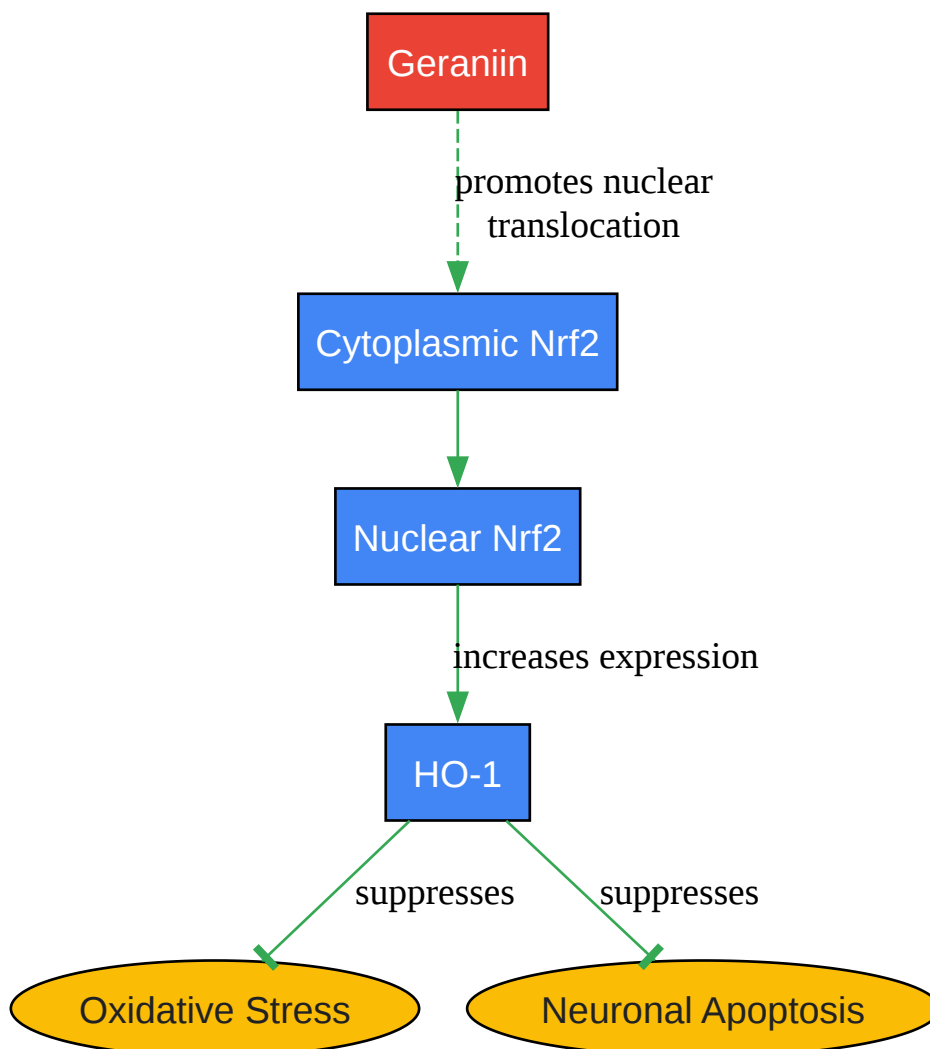 Geraniin
promotes nuclear
translocation
Cytoplasmic Nrf2
Nuclear Nrf2
increases expression
HO-1
suppresses
suppresses
Oxidative Stress
Neuronal Apoptosis